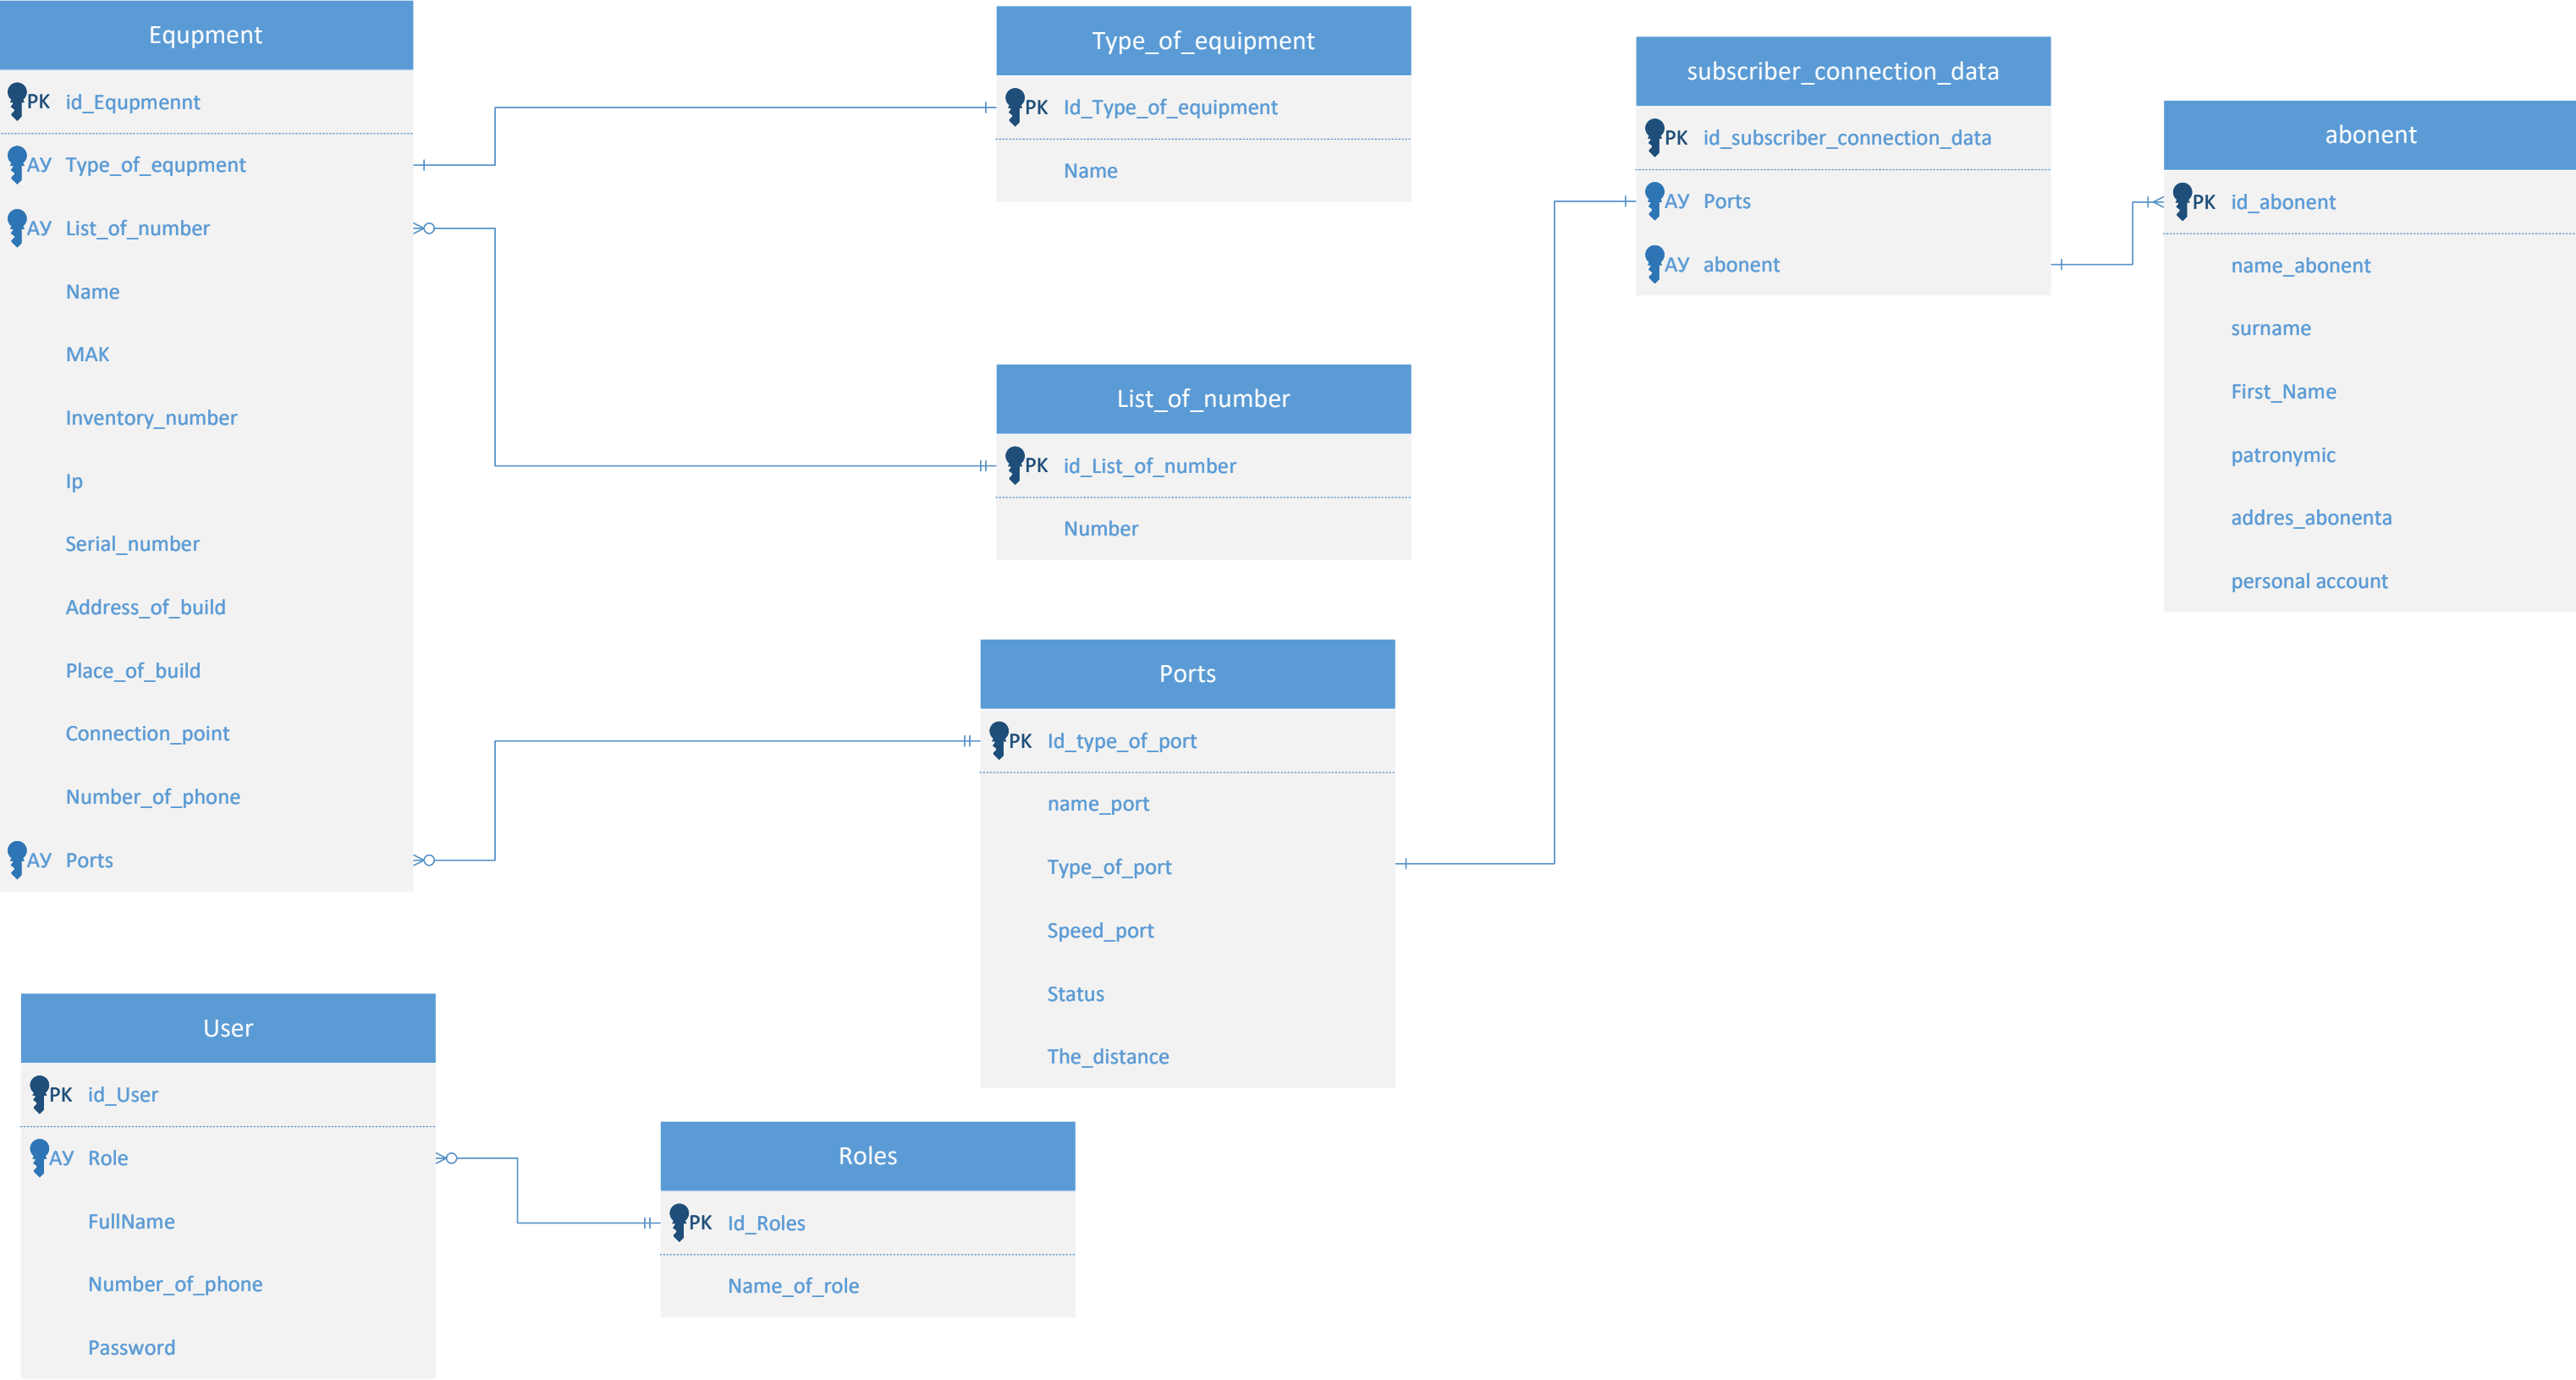 Equpment
PK id_Equpmennt
АУ Type_of_equpment
АУ List_of_number
Name
MAK
Inventory_number
Ip
Serial_number
Address_of_build
Place_of_build
Connection_point
Number_of_phone
АУ Ports
Type_of_equipment
PK Id_Type_of_equipment
Name
List_of_number
PK id_List_of_number
Number
Ports
PK Id_type_of_port
name_port
Type_of_port
Speed_port
Status
The_distance
subscriber_connection_data
PK id_subscriber_connection_data
АУ Ports
АУ abonent
abonent
PK id_abonent
name_abonent
surname
First_Name
patronymic
addres_abonenta
personal account
User
PK id_User
АУ Role
FullName
Number_of_phone
Password
Roles
PK Id_Roles
Name_of_role